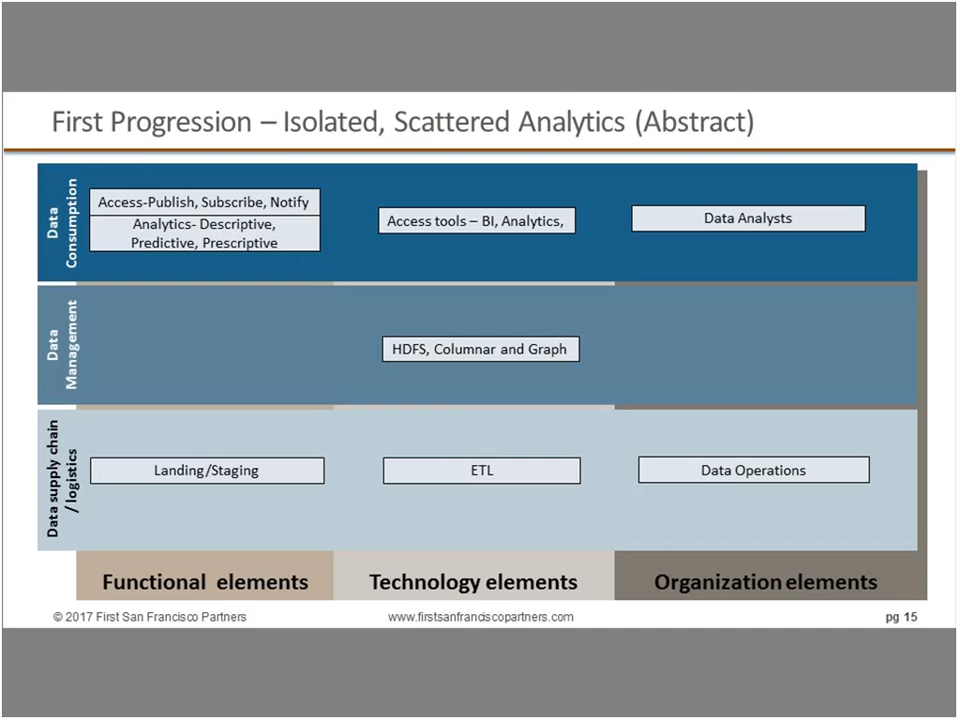 First Progression – Isolated, Scattered Analytics (Abstract)
Data
Consumption
Access-Publish, Subscribe, Notify
Analytics- Descriptive,
Predictive, Prescriptive
Access tools – BI, Analytics,
Data Analysts
Data
Management
HDFS, Columnar and Graph
Data supply chain
/ logistics
Landing/Staging
ETL
Data Operations
Functional elements
Technology elements
Organization elements
© 2017 First San Francisco Partners
www.firstsanfranciscopartners.com
pg 15